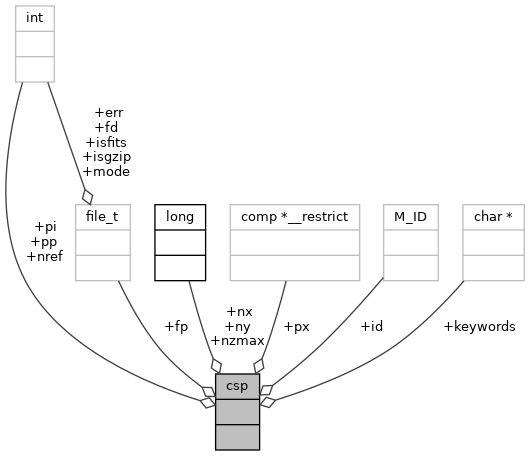 int
+err
+fd
+isfits
+isgzip
+mode
file_t
long
comp *__restrict
M_ID
char *
+pi
+pp
+nref
+fp
+nx
+ny
+nzmax
+px
+id
+keywords
csp